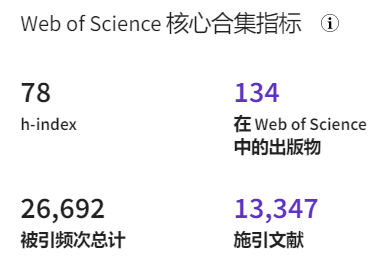 Web of Science 核心合集指标
78
h-index
134
在 Web of Science
中的出版物
26,692
被引频次总计
13,347
施引文献